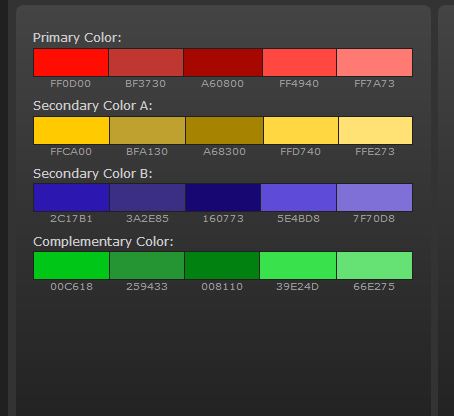 Primary Color:
FF0D00 BF3730 A60800 FF4940 FF7A73
Secondary Color A:
FFCA00 BFA130 A68300 FFD740 FFE273
Secondary Color B:
2C17B1 3A2E85 160773 5E4BD8 7F70D8
Complementary Color:
00C618 259433 008110 39E24D 66E275